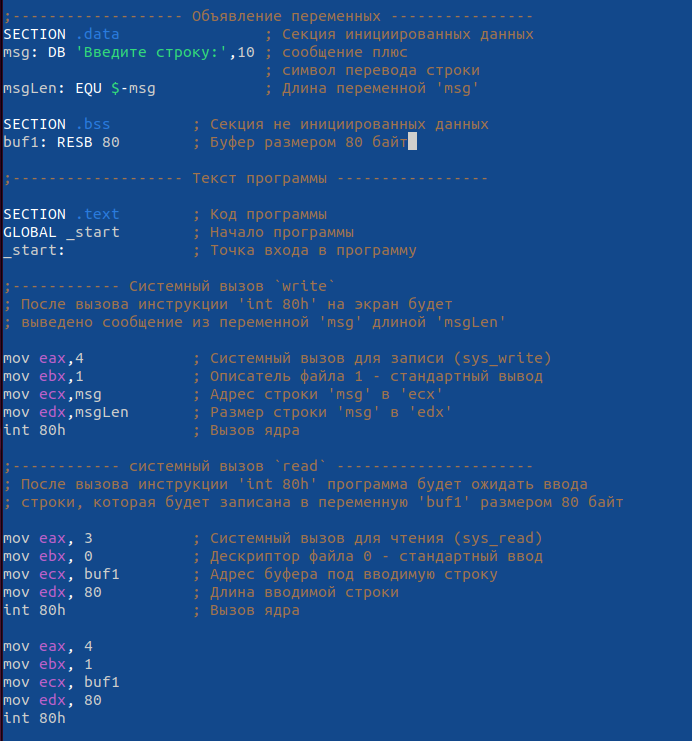 ;------------------- Объявление переменных ----------------
SECTION .data                ; Секция инициированных данных
msg: DB 'Введите строку:',10 ; сообщение плюс
                             ; символ перевода строки
msgLen: EQU $-msg            ; Длина переменной 'msg'

SECTION .bss         ; Секция не инициированных данных
buf1: RESB 80        ; Буфер размером 80 байт

;------------------- Текст программы -----------------

SECTION .text        ; Код программы
GLOBAL _start        ; Начало программы
_start:              ; Точка входа в программу

;------------ Системный вызов `write`
; После вызова инструкции 'int 80h' на экран будет
; выведено сообщение из переменной 'msg' длиной 'msgLen'

mov eax,4            ; Системный вызов для записи (sys_write)
mov ebx,1            ; Описатель файла 1 - стандартный вывод
mov ecx,msg          ; Адрес строки 'msg' в 'ecx'
mov edx,msgLen       ; Размер строки 'msg' в 'edx'
int 80h              ; Вызов ядра

;------------ системный вызов `read` ----------------------
; После вызова инструкции 'int 80h' программа будет ожидать ввода
; строки, которая будет записана в переменную 'buf1' размером 80 байт

mov eax, 3           ; Системный вызов для чтения (sys_read)
mov ebx, 0           ; Дескриптор файла 0 - стандартный ввод
mov ecx, buf1        ; Адрес буфера под вводимую строку
mov edx, 80          ; Длина вводимой строки
int 80h              ; Вызов ядра

mov eax, 4
mov ebx, 1
mov ecx, buf1
mov edx, 80
int 80h